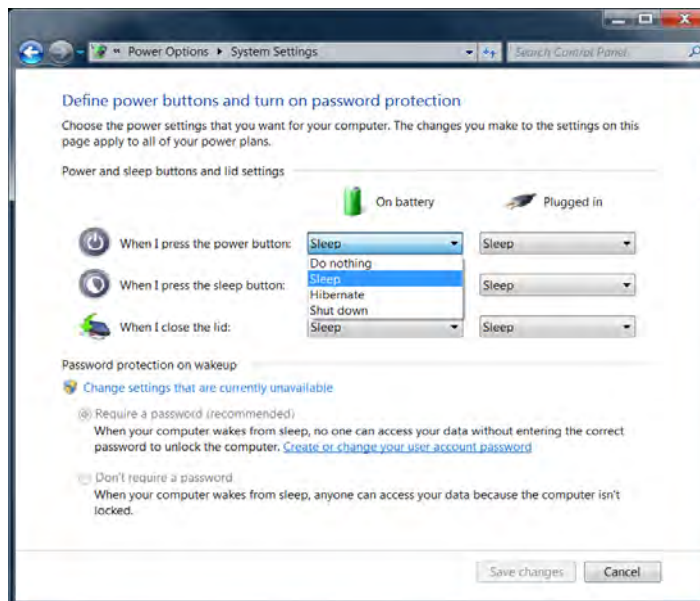 « Power Options ▸ System Settings
Search Control Panel
Define power buttons and turn on password protection
Choose the power settings that you want for your computer. The changes you make to the settings on this
page apply to all of your power plans.
Power and sleep buttons and lid settings
On battery Plugged in
When I press the power button: Sleep Sleep
Do nothing
Sleep
When I press the sleep button: Sleep
Hibernate
Shut down
When I close the lid: Sleep Sleep
Password protection on wakeup
Change settings that are currently unavailable
Require a password (recommended)
When your computer wakes from sleep, no one can access your data without entering the correct
password to unlock the computer. Create or change your user account password
Don't require a password
When your computer wakes from sleep, anyone can access your data because the computer isn't
locked.
Save changes Cancel